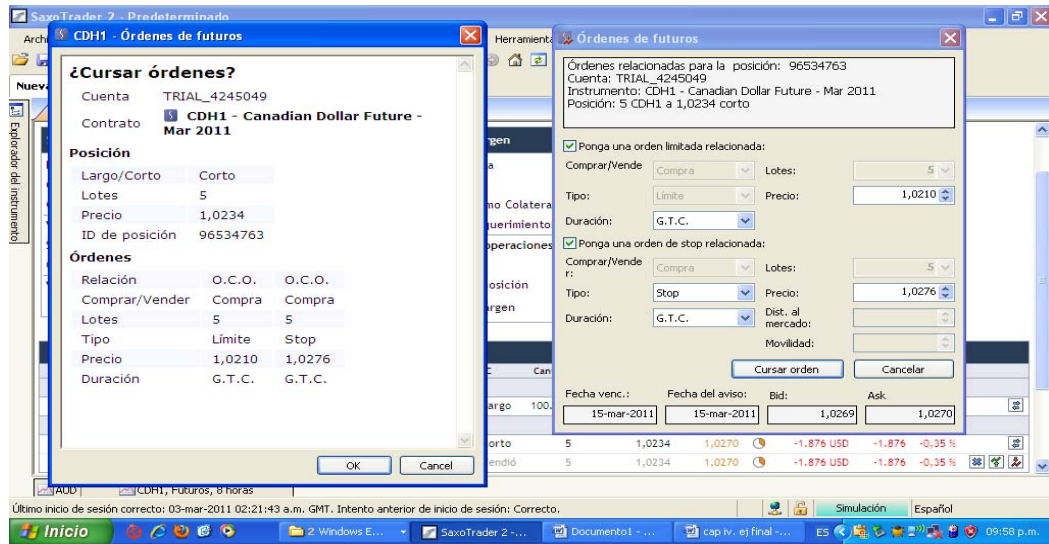 SaxoTrader 2 - Predeterminado
Herramient
CDH1 - Órdenes de futuros
¿Cursar órdenes?
Cuenta TRIAL_4245049
Contrato CDH1 - Canadian Dollar Future - Mar 2011
Posición
Largo/Corto Corto
Lotes 5
Precio 1,0234
ID de posición 96534763
Órdenes
Relación O.C.O. O.C.O.
Comprar/Vender Compra Compra
Lotes 5 5
Tipo Límite Stop
Precio 1,0210 1,0276
Duración G.T.C. G.T.C.
OK Cancel
Explorador del instrumento
Órdenes de futuros
Órdenes relacionadas para la posición: 96534763
Cuenta: TRIAL_4245049
Instrumento: CDH1 - Canadian Dollar Future - Mar 2011
Posición: 5 CDH1 a 1,0234 corto
Ponga una orden limitada relacionada:
Comprar/Vende Compra Lotes: 5
Tipo: Límite Precio: 1,0210
Duración: G.T.C.
Ponga una orden de stop relacionada:
Comprar/Vende
r: Compra Lotes: 5
Tipo: Stop Precio: 1,0276
Duración: G.T.C. Dist. al
mercado:
Movilidad:
Cursar orden Cancelar
Fecha venc.: Fecha del aviso: Bid: Ask
15-mar-2011 15-mar-2011 1,0269 1,0270
argo 100.
orto 5 1,0234 1,0270 -1.876 USD -1.876 -0,35 %
endió 5 1,0234 1,0270 -1.876 USD -1.876 -0,35 %
AUD CDH1, Futuros, 8 horas
Último inicio de sesión correcto: 03-mar-2011 02:21:43 a.m. GMT. Intento anterior de inicio de sesión: Correcto. Simulación Español
Inicio 2 Windows E... SaxoTrader 2 -... Documento1 - ... cap iv. ej final -... ES 09:58 p.m.